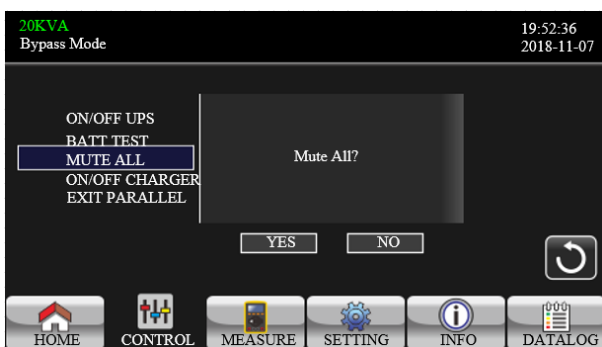 20KVA
Bypass Mode
19:52:36
2018-11-07
ON/OFF UPS
BATT TEST
MUTE ALL
ON/OFF CHARGER
EXIT PARALLEL
Mute All?
YES NO
HOME CONTROL MEASURE SETTING INFO DATALOG